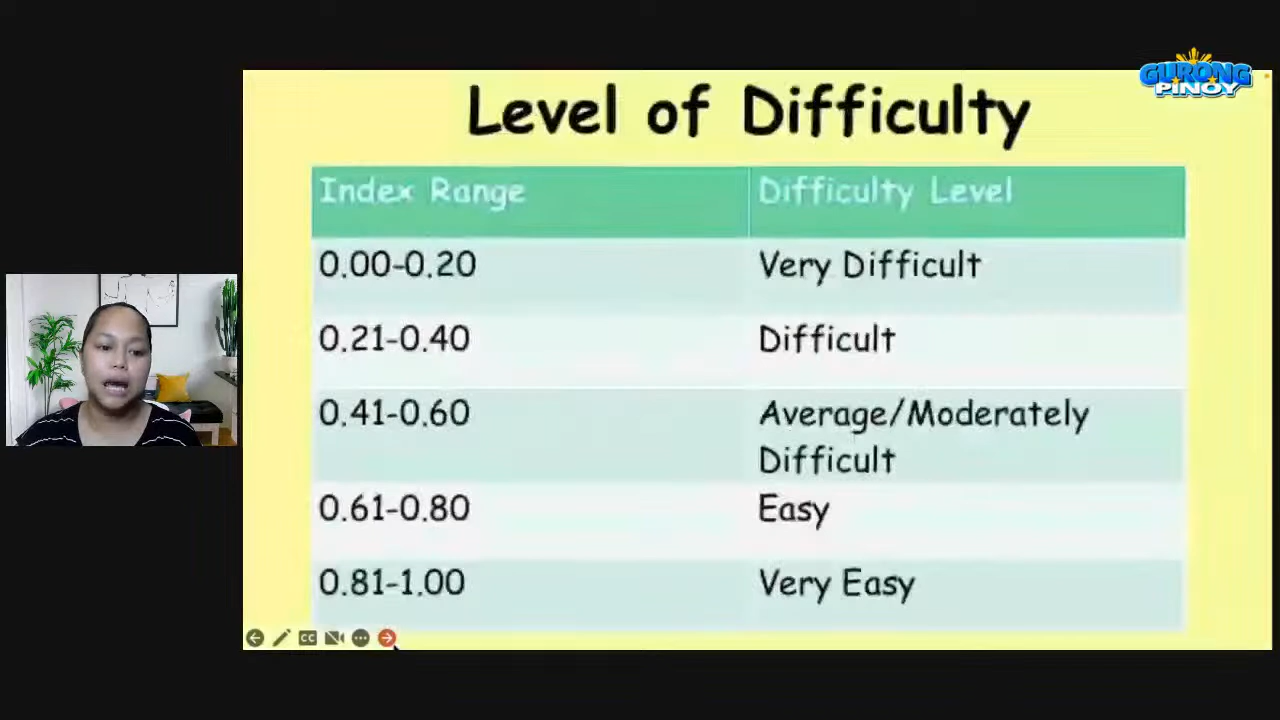 GURONG
PINOY
Level of Difficulty
Index Range Difficulty Level
0.00-0.20 Very Difficult
0.21-0.40 Difficult
0.41-0.60 Average/Moderately
Difficult
0.61-0.80 Easy
0.81-1.00 Very Easy
CC